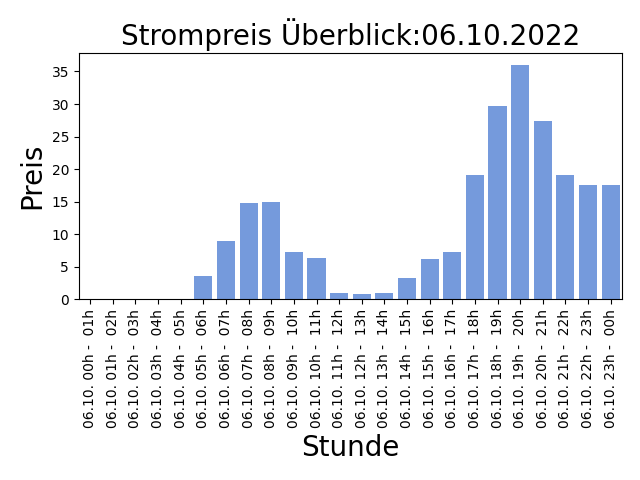 Strompreis Überblick:06.10.2022
Preis
35
30
25
20
15
10
5
0
06.10. 00h - 01h
06.10. 01h - 02h
06.10. 02h - 03h
06.10. 03h - 04h
06.10. 04h - 05h
06.10. 05h - 06h
06.10. 06h - 07h
06.10. 07h - 08h
06.10. 08h - 09h
06.10. 09h - 10h
06.10. 10h - 11h
06.10. 11h - 12h
06.10. 12h - 13h
06.10. 13h - 14h
06.10. 14h - 15h
06.10. 15h - 16h
06.10. 16h - 17h
06.10. 17h - 18h
06.10. 18h - 19h
06.10. 19h - 20h
06.10. 20h - 21h
06.10. 21h - 22h
06.10. 22h - 23h
06.10. 23h - 00h
Stunde